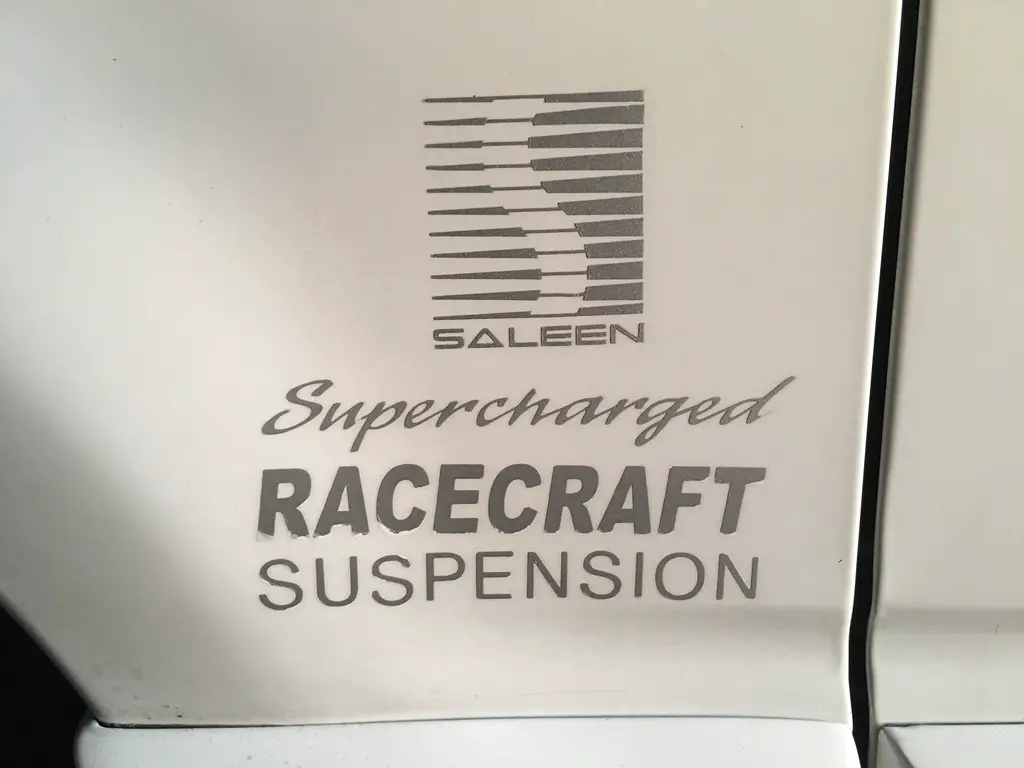 SALEEN
Supercharged
RACECRAFT
SUSPENSION